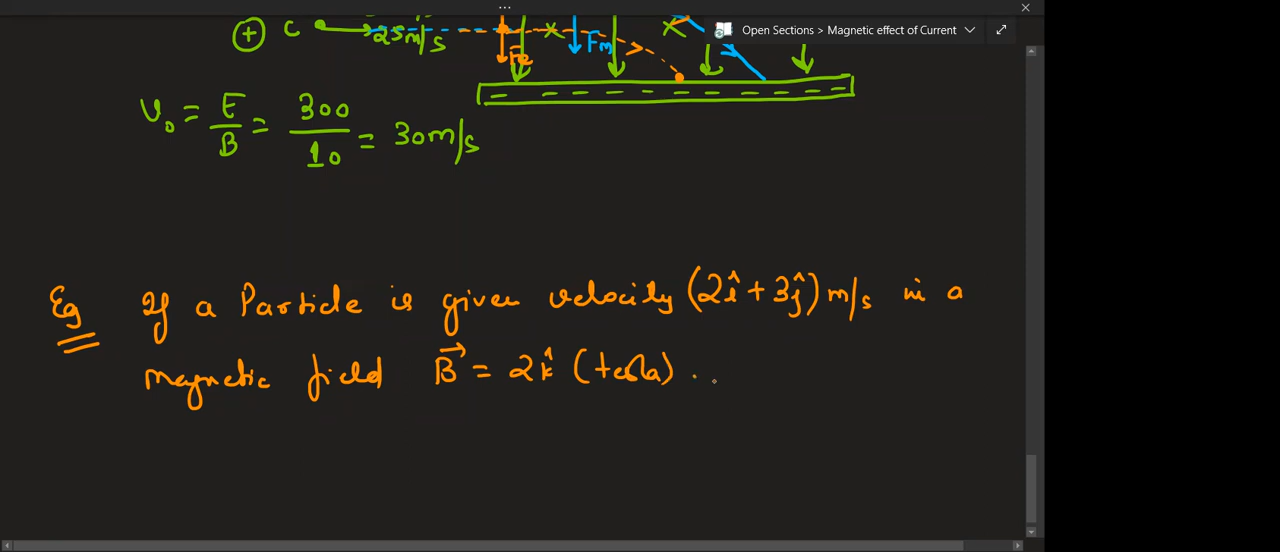 ...
Open Sections > Magnetic effect of Current
+ C 25m/s Fe × Fm ×
- - - - - - - - -
v₀ = E/B = 300/10 = 30m/s
Eg If a Particle is given velocity (2î + 3ĵ) m/s in a
magnetic field B⃗ = 2k̂ (tesla).